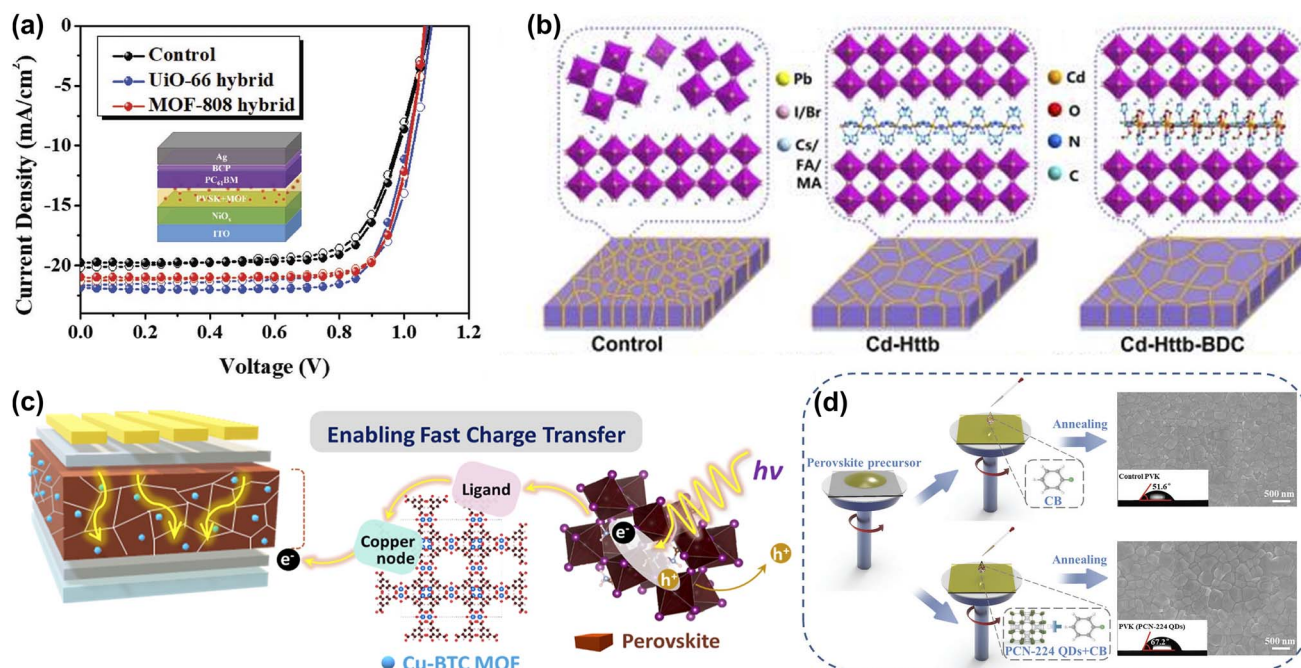 (a)
0
-5
-10
-15
-20
Current Density (mA/cm²)
0.0 0.2 0.4 0.6 0.8 1.0 1.2
Voltage (V)
Control
UiO-66 hybrid
MOF-808 hybrid
Ag
BCP
PC₆₁BM
PVSK+MOF
NiOₓ
ITO
(b)
Pb
I/Br
Cs/
FA/
MA
Cd
O
N
C
Control
Cd-Httb
Cd-Httb-BDC
(c)
Enabling Fast Charge Transfer
hν
Ligand
Copper
node
e⁻
e⁻
h⁺
h⁺
Perovskite
Cu-BTC MOF
(d)
Perovskite precursor
CB
Annealing
Control PVK
51.6°
500 nm
PCN-224 QDs+CB
Annealing
PVK (PCN-224 QDs)
67.2°
500 nm